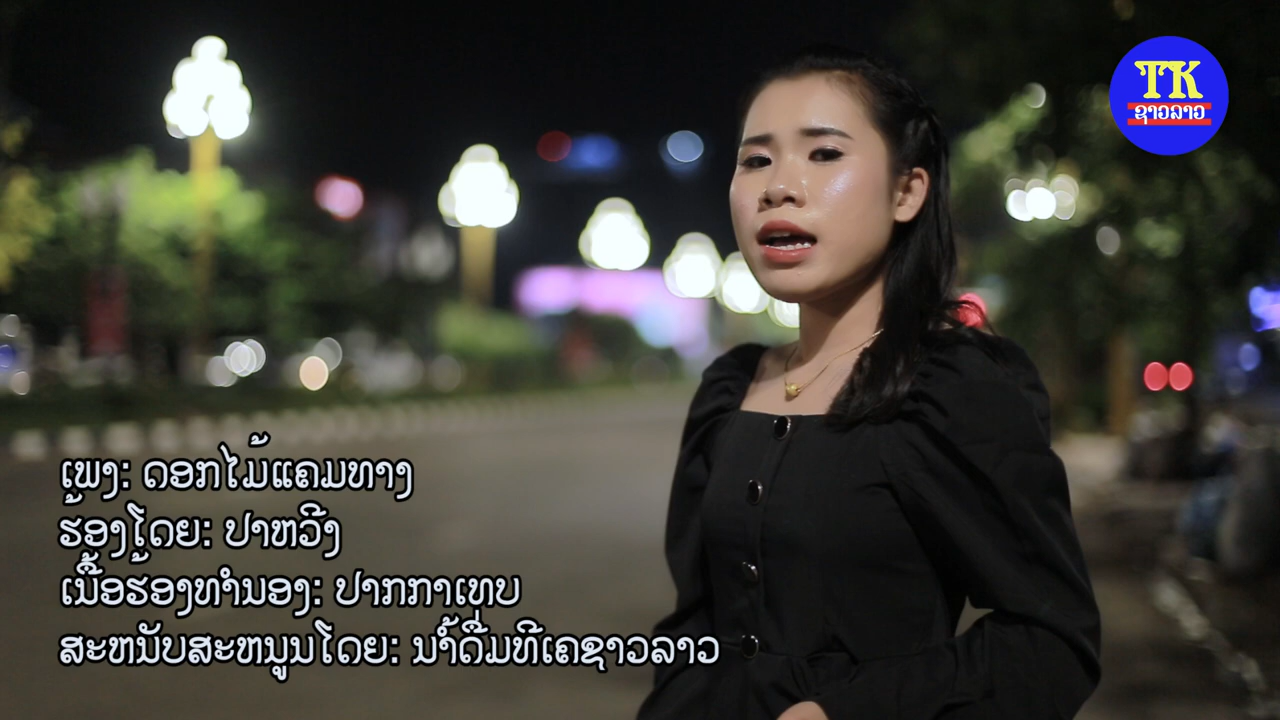 TK
ຊາວລາວ
ເພງ: ດອກໄມ້ແຄມທາງ
ຮ້ອງໂດຍ: ປາຫວີງ
ເນື້ອຮ້ອງທຳນອງ: ປາກກາເທບ
ສະຫນັບສະຫນູນໂດຍ: ນ້ຳດື່ມທີເຄຊາວລາວ